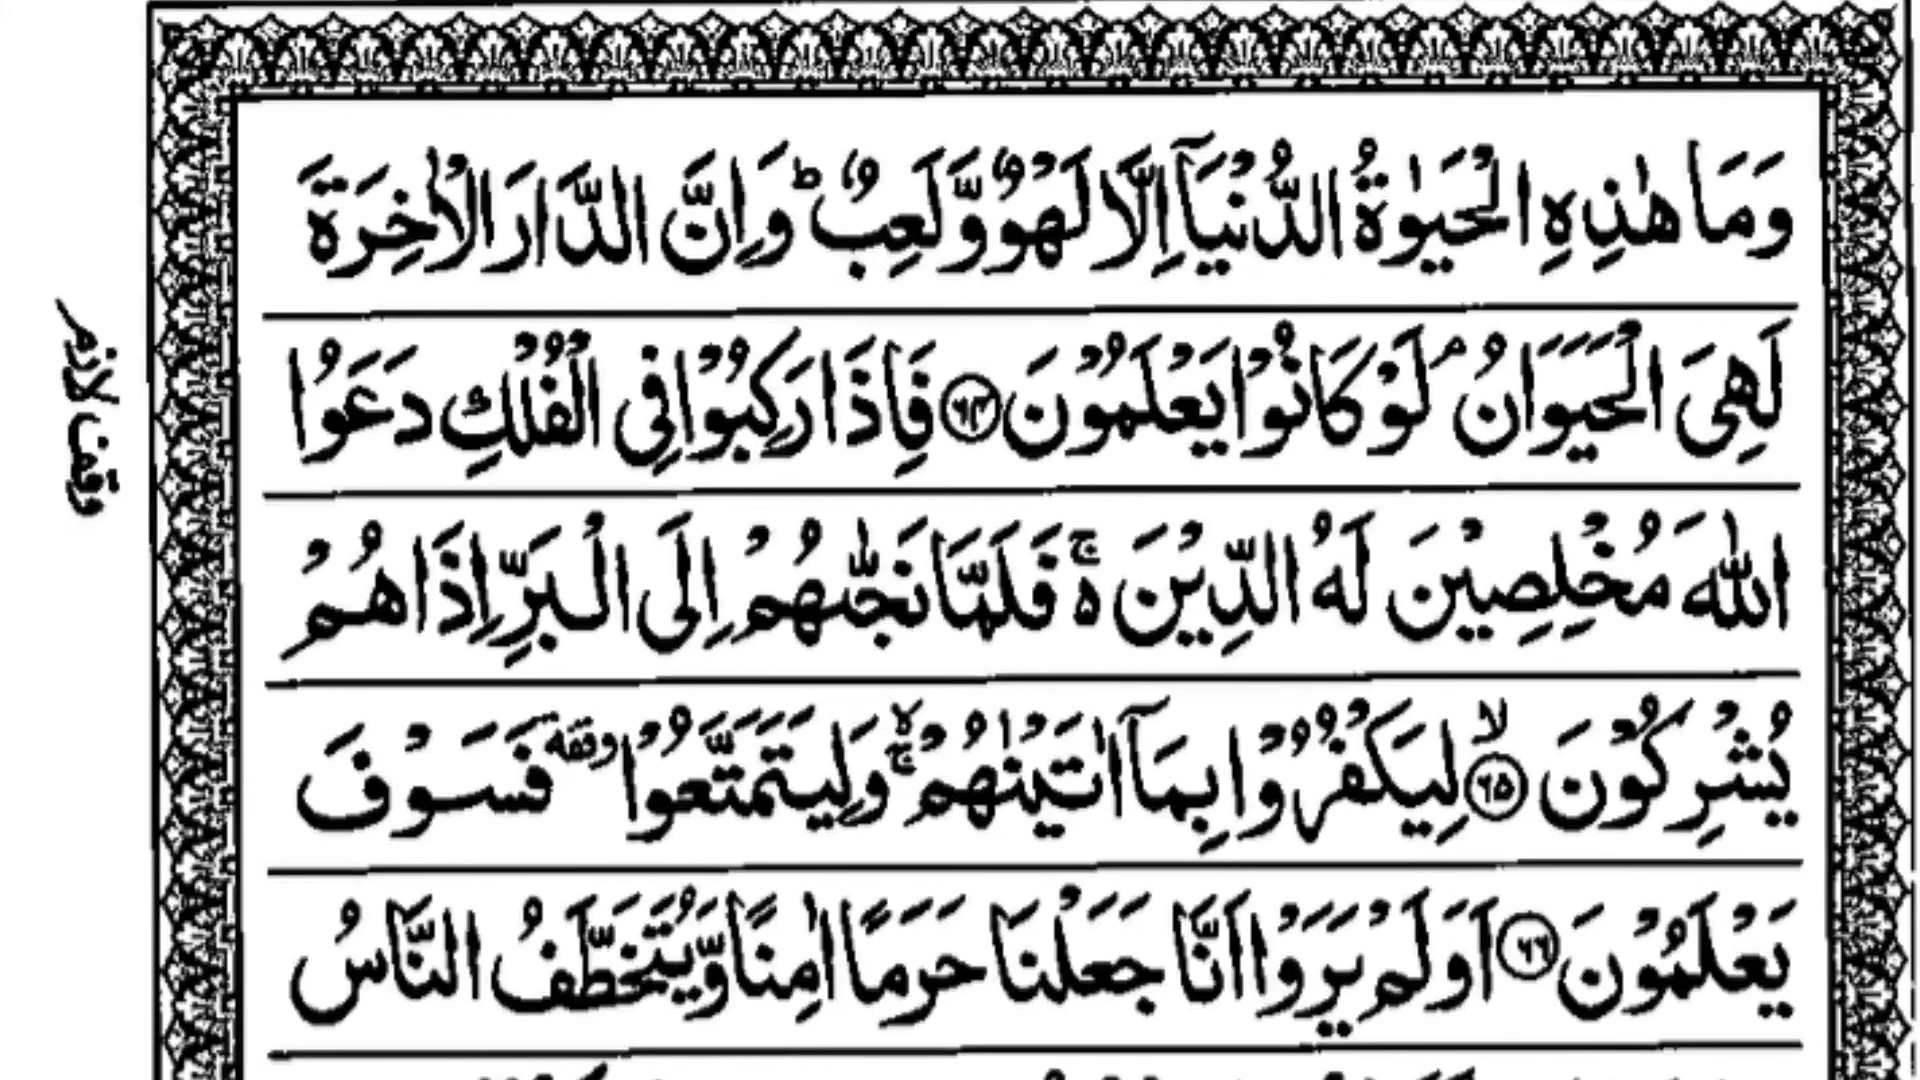 وَمَا هٰذِهِ الْحَيٰوةُ الدُّنْيَاۤ اِلَّا لَهْوٌ وَّلَعِبٌ ؕ وَاِنَّ الدَّارَ الْاٰخِرَةَ
لَهِىَ الْحَيَوَانُ ۘ لَوْ كَانُوْا يَعْلَمُوْنَ ﴿۶۴﴾ فَاِذَا رَكِبُوْا فِى الْفُلْكِ دَعَوُا
اللّٰهَ مُخْلِصِيْنَ لَهُ الدِّيْنَ ۚ۬ فَلَمَّا نَجّٰىهُمْ اِلَى الْبَرِّ اِذَا هُمْ
يُشْرِكُوْنَ ۙ﴿۶۵﴾ لِيَكْفُرُوْا بِمَاۤ اٰتَيْنٰهُمْ ۚۙ وَلِيَتَمَتَّعُوْا وقفة فَسَوْفَ
يَعْلَمُوْنَ ﴿۶۶﴾ اَوَلَمْ يَرَوْا اَنَّا جَعَلْنَا حَرَمًا اٰمِنًا وَّيُتَخَطَّفُ النَّاسُ
وقف لازم